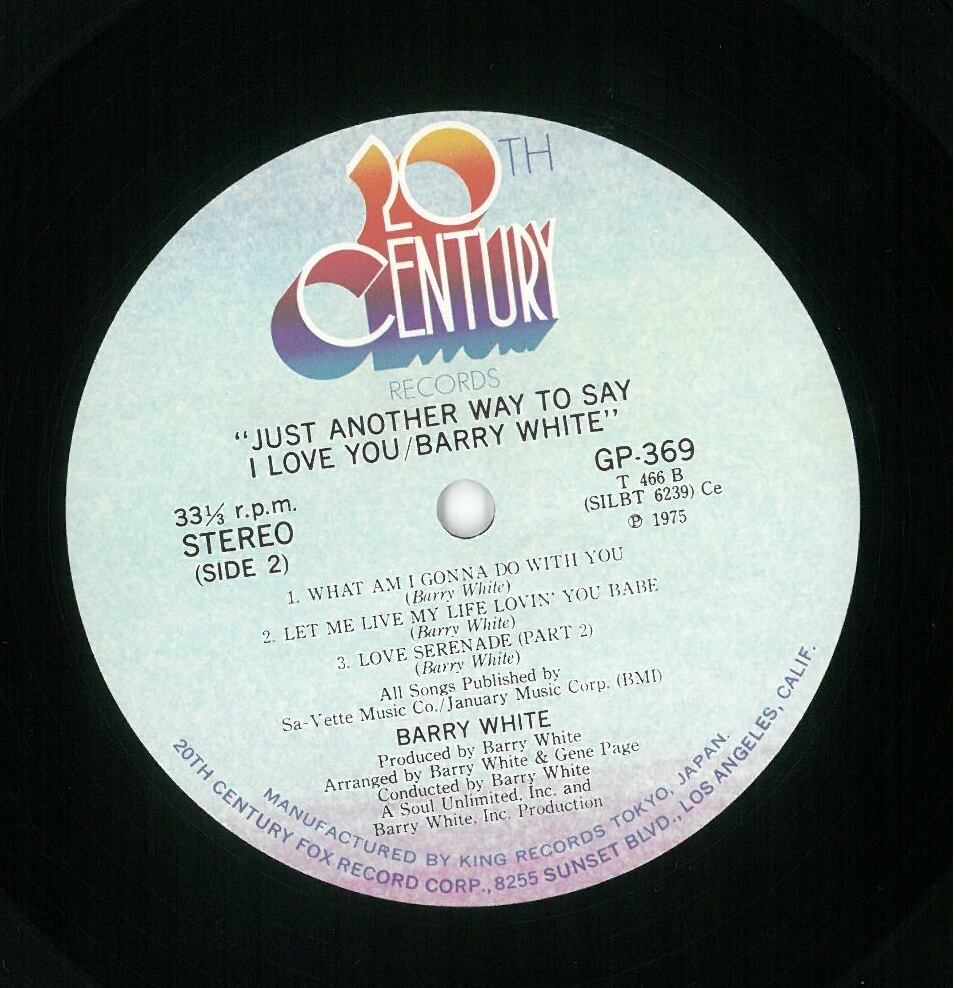 20TH
CENTURY
RECORDS
"JUST ANOTHER WAY TO SAY
I LOVE YOU/BARRY WHITE"
33⅓ r.p.m.
STEREO
(SIDE 2)
GP-369
T 466 B
(SILBT 6239) Ce
℗ 1975
1. WHAT AM I GONNA DO WITH YOU
(Barry White)
2. LET ME LIVE MY LIFE LOVIN' YOU BABE
(Barry White)
3. LOVE SERENADE (PART 2)
(Barry White)
All Songs Published by
Sa-Vette Music Co./January Music Corp. (BMI)
BARRY WHITE
Produced by Barry White
Arranged by Barry White & Gene Page
Conducted by Barry White
A Soul Unlimited, Inc. and
Barry White, Inc. Production
MANUFACTURED BY KING RECORDS TOKYO, JAPAN.
20TH CENTURY FOX RECORD CORP., 8255 SUNSET BLVD., LOS ANGELES, CALIF.